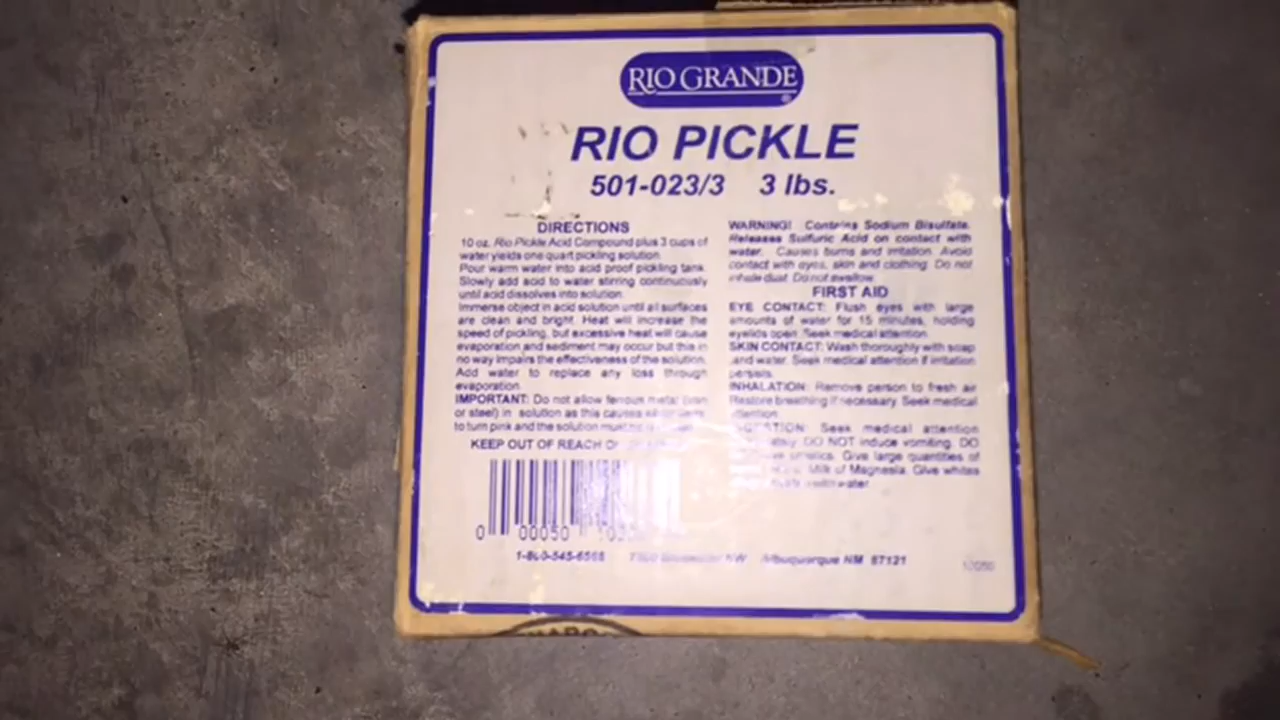 RIO GRANDE
®
RIO PICKLE
501-023/3 3 lbs.
DIRECTIONS
10 oz. Rio Pickle Acid Compound plus 3 cups of
water yields one quart pickling solution.
Pour warm water into acid proof pickling tank.
Slowly add acid to water stirring continuously
until acid dissolves into solution.
Immerse object in acid solution until all surfaces
are clean and bright. Heat will increase the
speed of pickling, but excessive heat will cause
evaporation and sediment may occur but this in
no way impairs the effectiveness of the solution.
Add water to replace any loss through
evaporation.
IMPORTANT: Do not allow ferrous metal (iron
or steel) in solution as this causes
to turn pink and the solution must be
KEEP OUT OF REACH
WARNING! Contains Sodium Bisulfate.
Releases Sulfuric Acid on contact with
water. Causes burns and irritation. Avoid
contact with eyes, skin and clothing. Do not
inhale dust. Do not swallow.
FIRST AID
EYE CONTACT: Flush eyes with large
amounts of water for 15 minutes, holding
eyelids open. Seek medical attention.
SKIN CONTACT: Wash thoroughly with soap
and water. Seek medical attention if irritation
persists.
INHALATION: Remove person to fresh air
Restore breathing if necessary. Seek medical
attention.
Seek medical attention
DO NOT induce vomiting. DO
Give large quantities of
Milk of Magnesia. Give whites
with water.
0 00050
1-800-545-6566 NW Albuquerque NM 87121